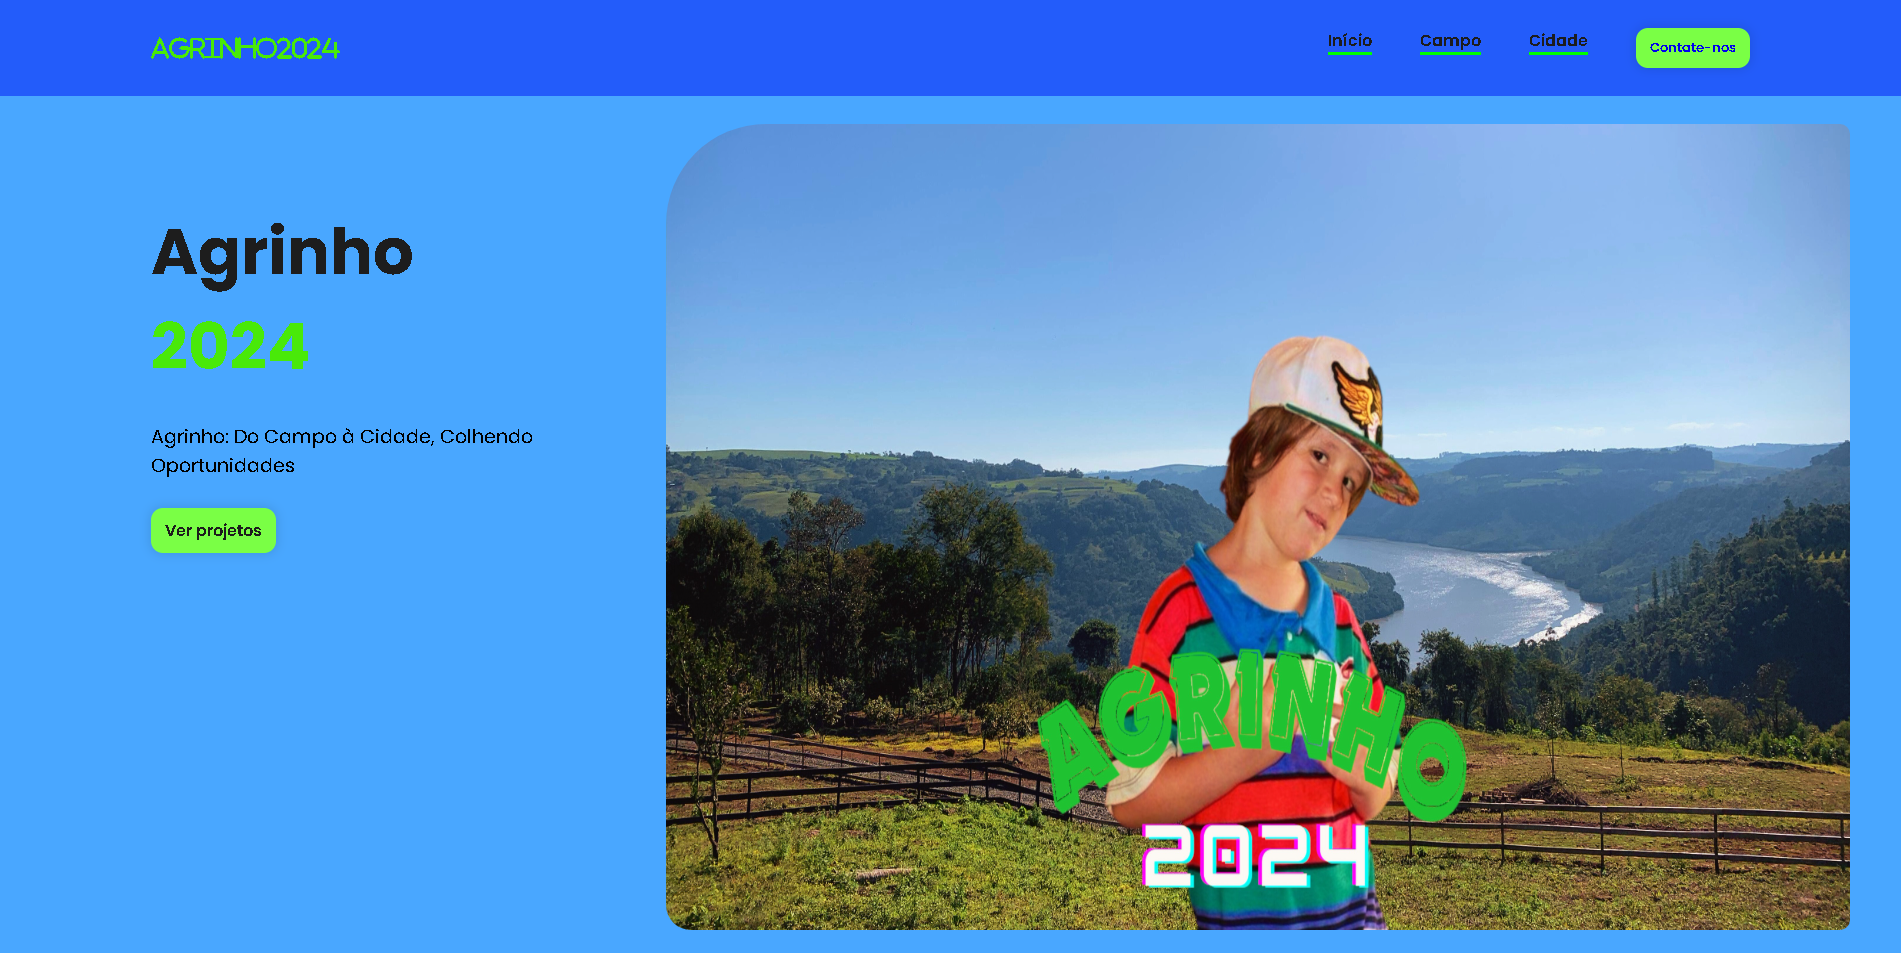 AGRINHO2024
Início
Campo
Cidade
Contate-nos
Agrinho
2024
Agrinho: Do Campo à Cidade, Colhendo
Oportunidades
Ver projetos
AGRINHO
2024